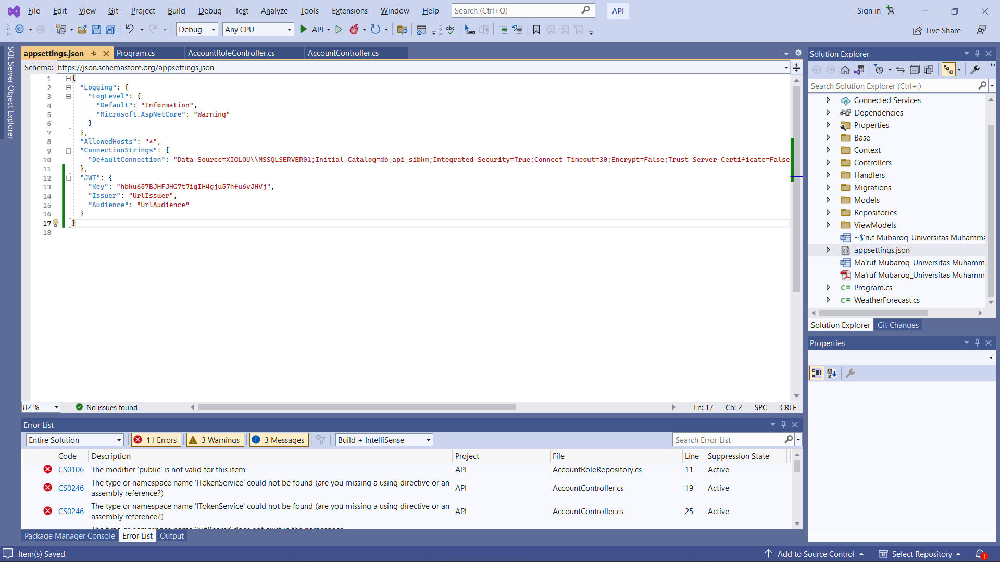 File Edit View Git Project Build Debug Test Analyze Tools Extensions Window Help Search (Ctrl+Q) API Sign in
Debug Any CPU API Live Share
SQL Server Object Explorer
appsettings.json Program.cs AccountRoleController.cs AccountController.cs
Schema: https://json.schemastore.org/appsettings.json
1 {
2 "Logging": {
3 "LogLevel": {
4 "Default": "Information",
5 "Microsoft.AspNetCore": "Warning"
6 }
7 },
8 "AllowedHosts": "*",
9 "ConnectionStrings": {
10 "DefaultConnection": "Data Source=XIOLOU\\MSSQLSERVER01;Initial Catalog=db_api_sibkm;Integrated Security=True;Connect Timeout=30;Encrypt=False;Trust Server Certificate=False
11 },
12 "JWT": {
13 "Key": "hbku657BJHFJHG7t7igIH4gju57hfu6vJHVj",
14 "Issuer": "UrlIssuer",
15 "Audience": "UrlAudience"
16 }
17 }
18
82 % No issues found Ln: 17 Ch: 2 SPC CRLF
Error List
Entire Solution 11 Errors 3 Warnings 3 Messages Build + IntelliSense Search Error List
Code Description Project File Line Suppression State
CS0106 The modifier 'public' is not valid for this item API AccountRoleRepository.cs 11 Active
CS0246 The type or namespace name 'ITokenService' could not be found (are you missing a using directive or an assembly reference?) API AccountController.cs 19 Active
CS0246 The type or namespace name 'ITokenService' could not be found (are you missing a using directive or an assembly reference?) API AccountController.cs 25 Active
The type or namespace name 'JwtBearer' does not exist in the namespace
Package Manager Console Error List Output
Solution Explorer
Search Solution Explorer (Ctrl+;)
Connected Services
Dependencies
Properties
Base
Context
Controllers
Handlers
Migrations
Models
Repositories
ViewModels
~$'ruf Mubaroq_Universitas Muhamma
appsettings.json
Ma'ruf Mubaroq_Universitas Muhamm
Ma'ruf Mubaroq_Universitas Muhamm
C# Program.cs
C# WeatherForecast.cs
Solution Explorer Git Changes
Properties
Item(s) Saved Add to Source Control Select Repository 1